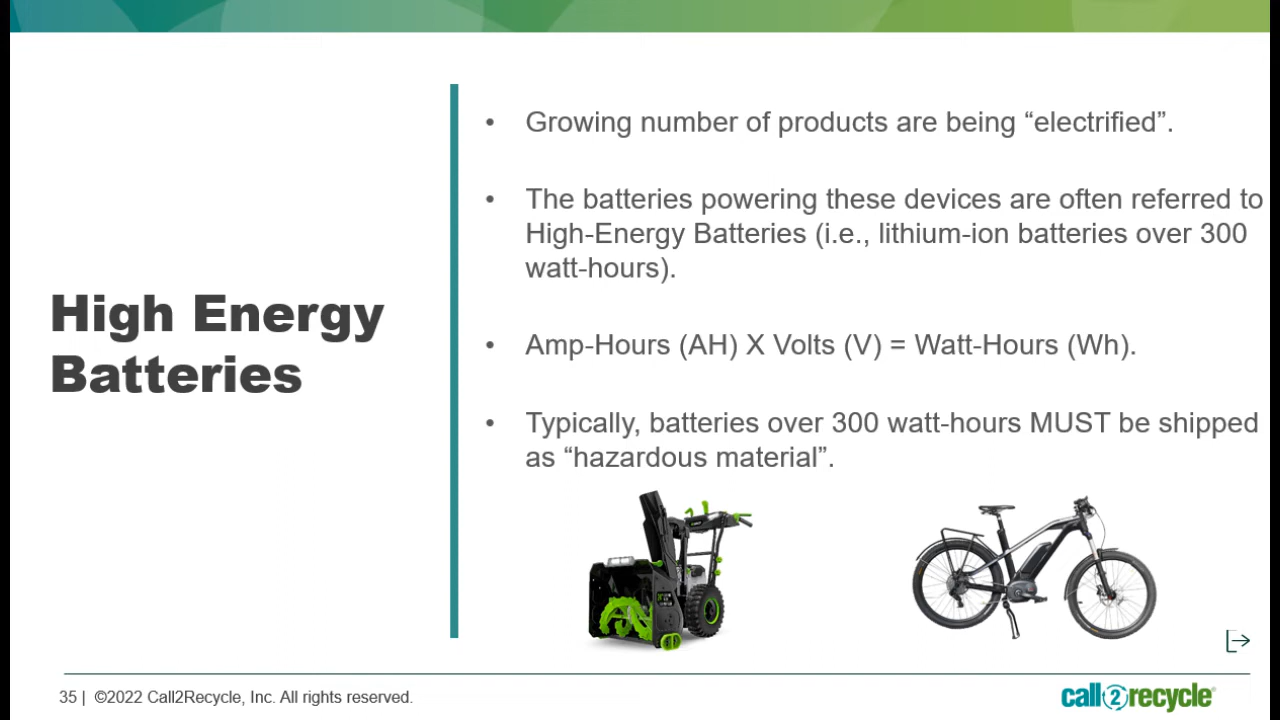 High Energy
Batteries
• Growing number of products are being “electrified”.
• The batteries powering these devices are often referred to
High-Energy Batteries (i.e., lithium-ion batteries over 300
watt-hours).
• Amp-Hours (AH) X Volts (V) = Watt-Hours (Wh).
• Typically, batteries over 300 watt-hours MUST be shipped
as “hazardous material”.
35 | ©2022 Call2Recycle, Inc. All rights reserved.
call2recycle®